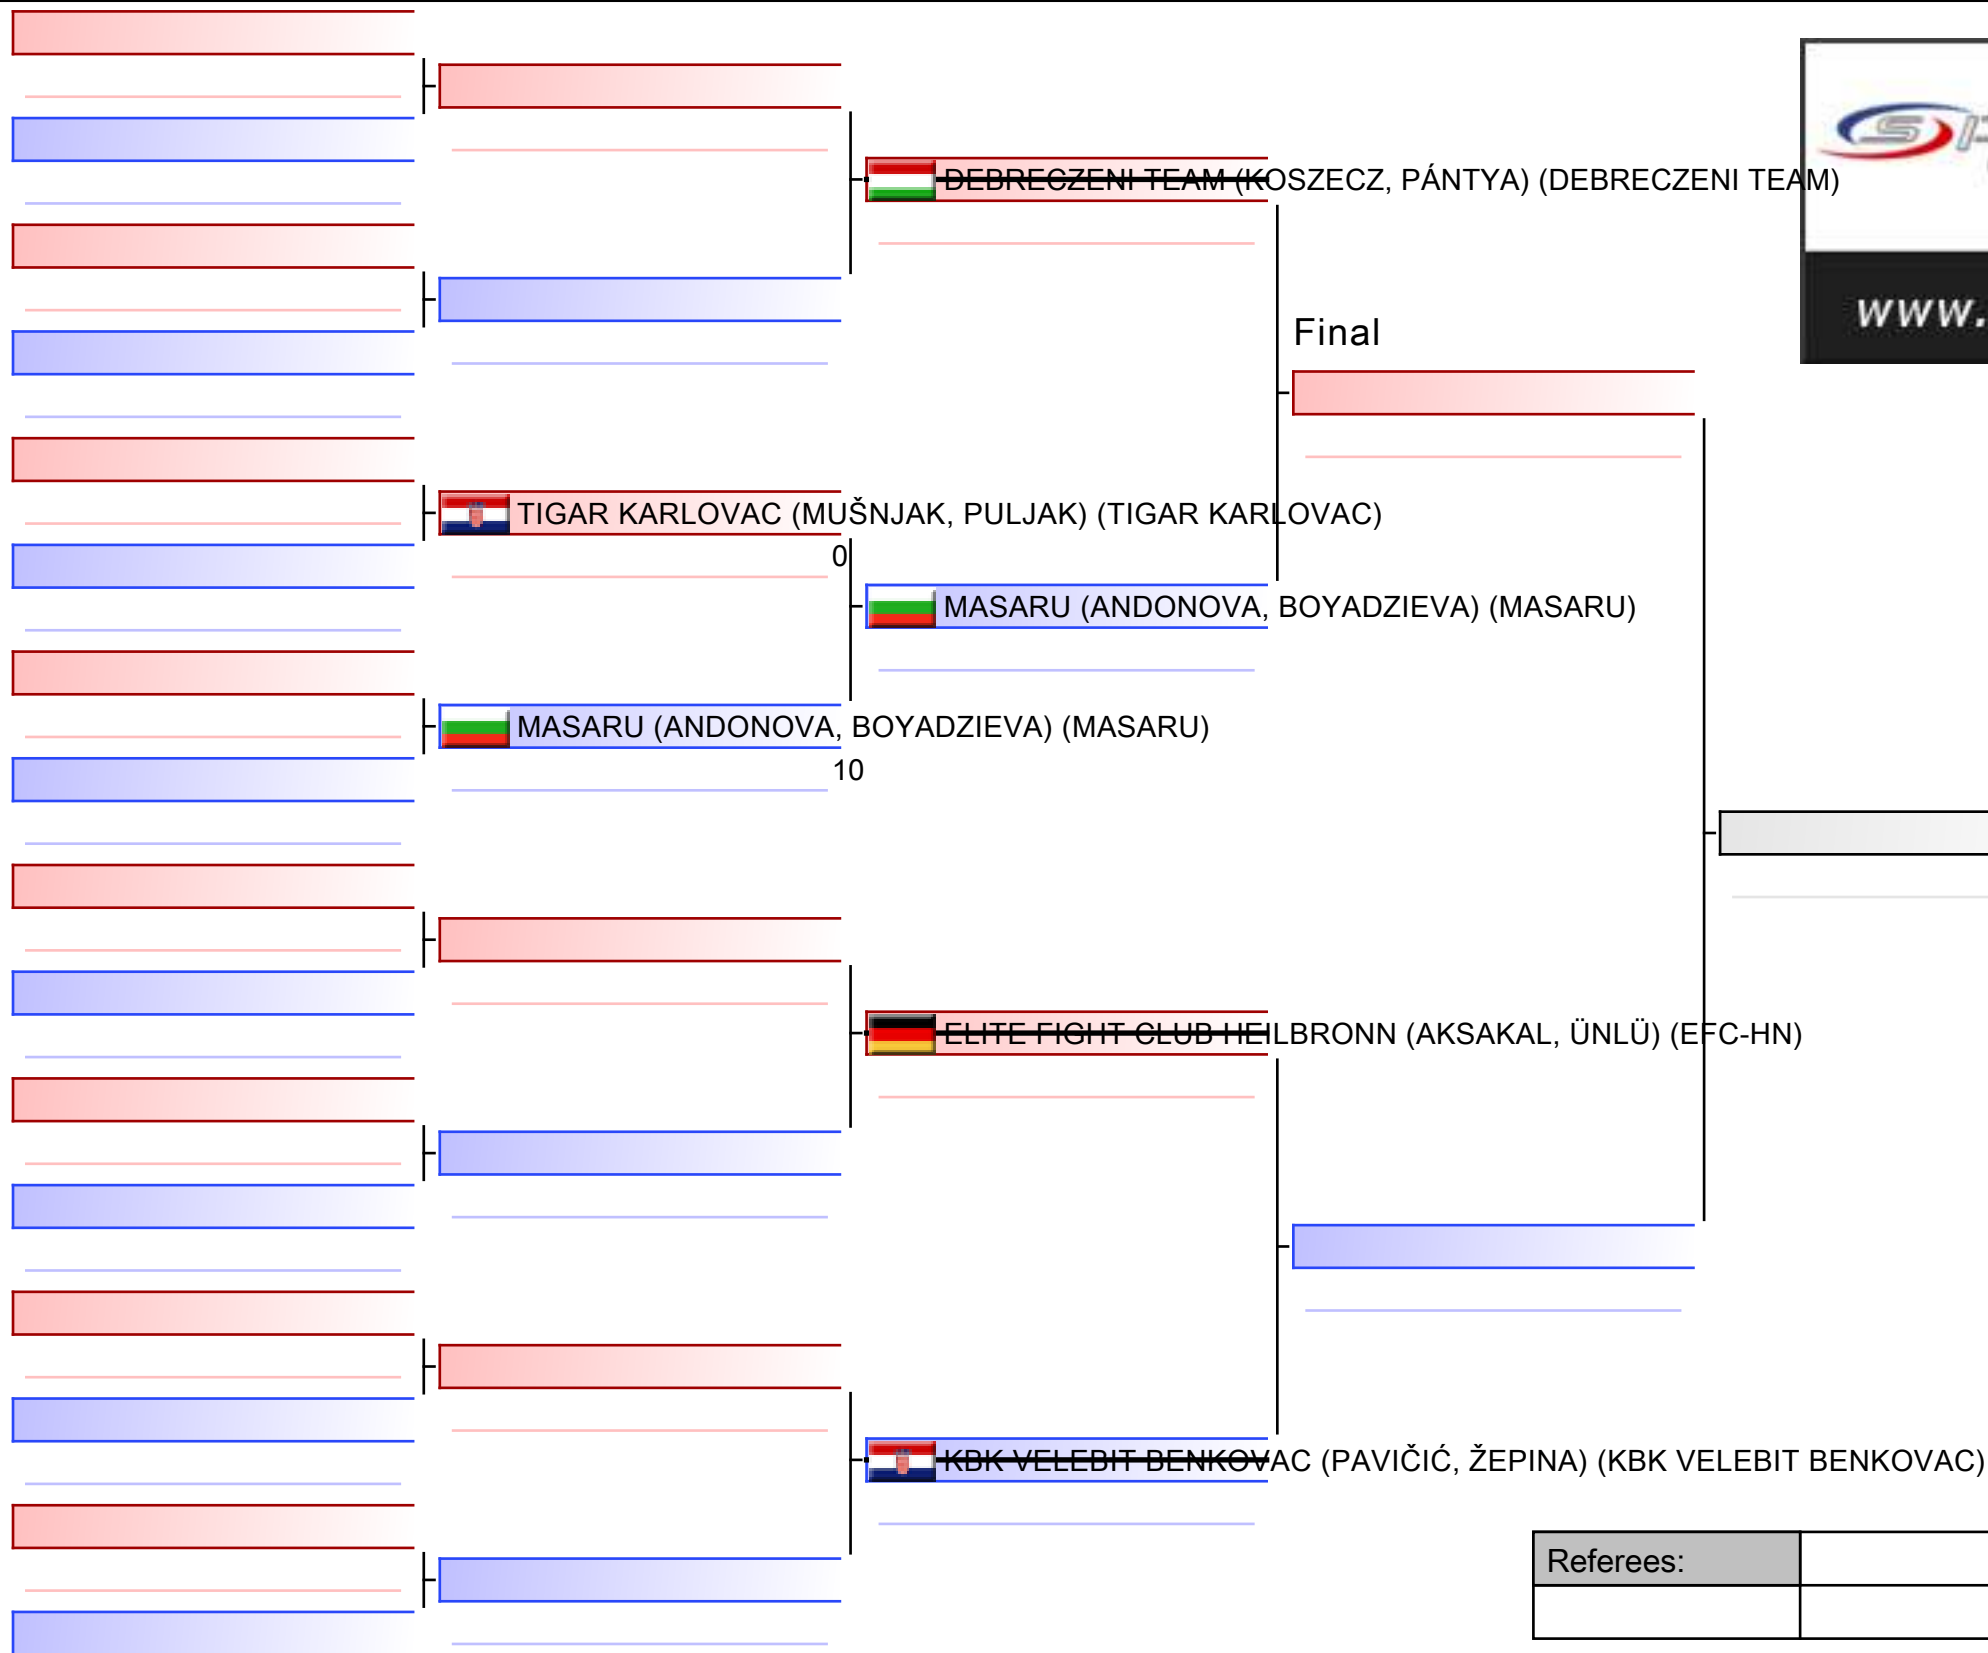 DEBRECZENI TEAM (KOSZECZ, PÁNTYA) (DEBRECZENI TEAM)
Final
www.
TIGAR KARLOVAC (MUŠNJAK, PULJAK) (TIGAR KARLOVAC)
0
MASARU (ANDONOVA, BOYADZIEVA) (MASARU)
MASARU (ANDONOVA, BOYADZIEVA) (MASARU)
10
ELITE FIGHT CLUB HEILBRONN (AKSAKAL, ÜNLÜ) (EFC-HN)
KBK VELEBIT BENKOVAC (PAVIČIĆ, ŽEPINA) (KBK VELEBIT BENKOVAC)
Referees: